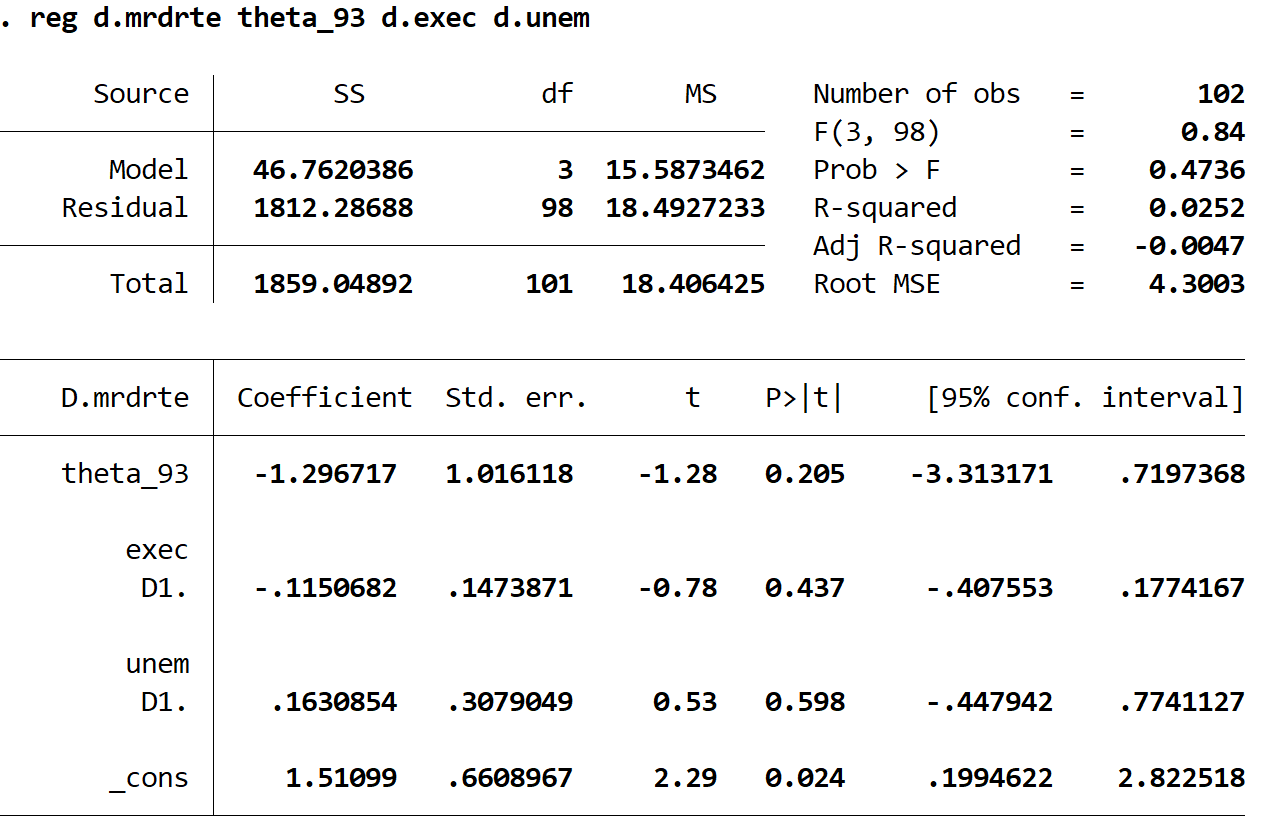 . reg d.mrdrte theta_93 d.exec d.unem
Source SS df MS Number of obs = 102
F(3, 98) = 0.84
Model 46.7620386 3 15.5873462 Prob > F = 0.4736
Residual 1812.28688 98 18.4927233 R-squared = 0.0252
Adj R-squared = -0.0047
Total 1859.04892 101 18.406425 Root MSE = 4.3003
D.mrdrte Coefficient Std. err. t P>|t| [95% conf. interval]
theta_93 -1.296717 1.016118 -1.28 0.205 -3.313171 .7197368
exec
D1. -.1150682 .1473871 -0.78 0.437 -.407553 .1774167
unem
D1. .1630854 .3079049 0.53 0.598 -.447942 .7741127
_cons 1.51099 .6608967 2.29 0.024 .1994622 2.822518